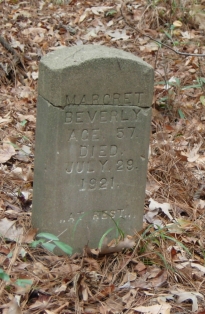 MARGRET
BEVERLY
AGE 57.
DIED
JULY 29
1921
AT REST.